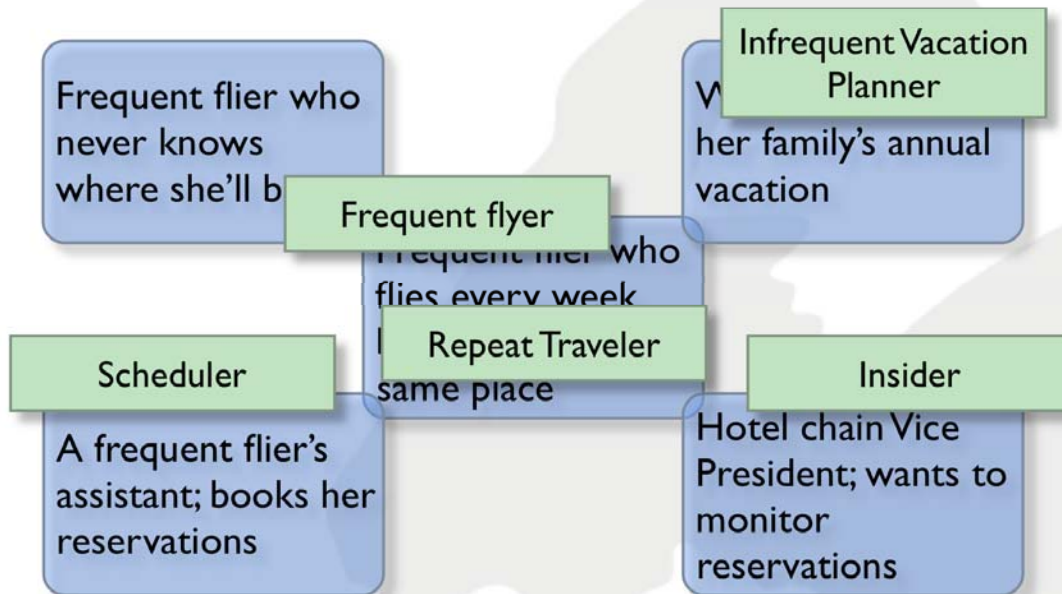 Frequent flier who
never knows
where she'll
Infrequent Vacation
Planner
her family's annual
vacation
Frequent flyer
Frequent flier who
flies every week
Repeat Traveler
same place
Scheduler
A frequent flier's
assistant; books her
reservations
Insider
Hotel chain Vice
President; wants to
monitor
reservations